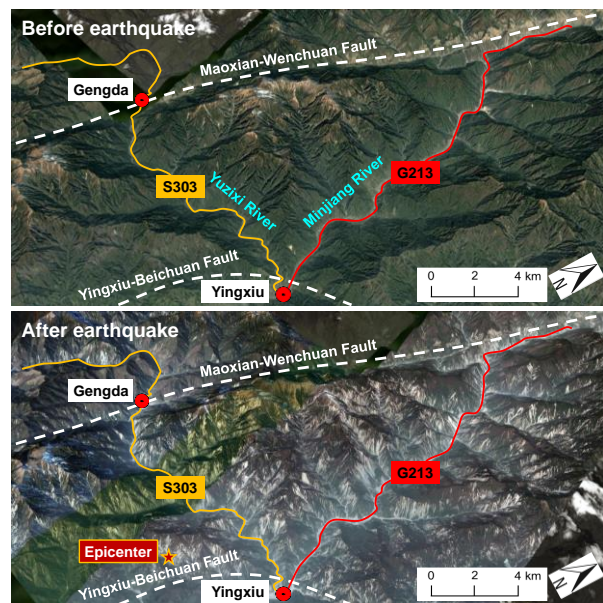 Before earthquake
Maoxian-Wenchuan Fault
Gengda
S303
Yuzixi River
Minjiang River
G213
Yingxiu-Beichuan Fault
Yingxiu
0 2 4 km
N
After earthquake
Maoxian-Wenchuan Fault
Gengda
S303
G213
Epicenter
Yingxiu-Beichuan Fault
Yingxiu
0 2 4 km
N